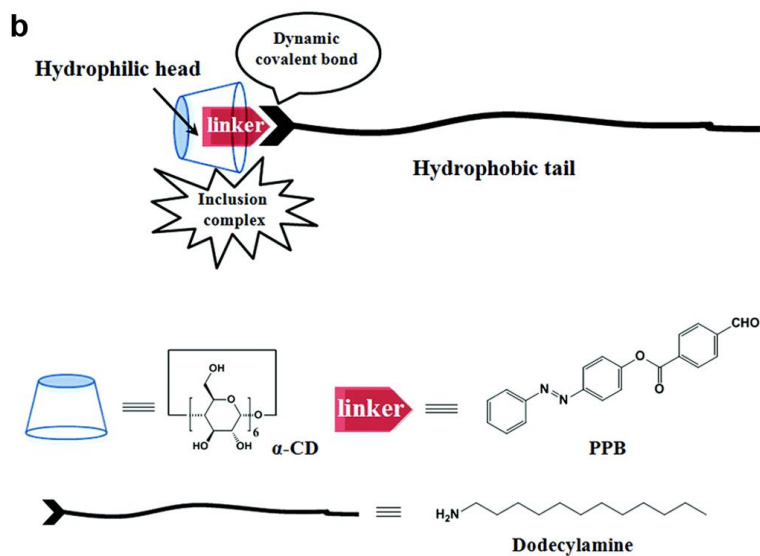 b
Dynamic
covalent bond
Hydrophilic head
linker
Hydrophobic tail
Inclusion
complex
OH
O
O
HO
OH
6
α-CD
linker
N
N
O
O
CHO
PPB
H₂N
Dodecylamine